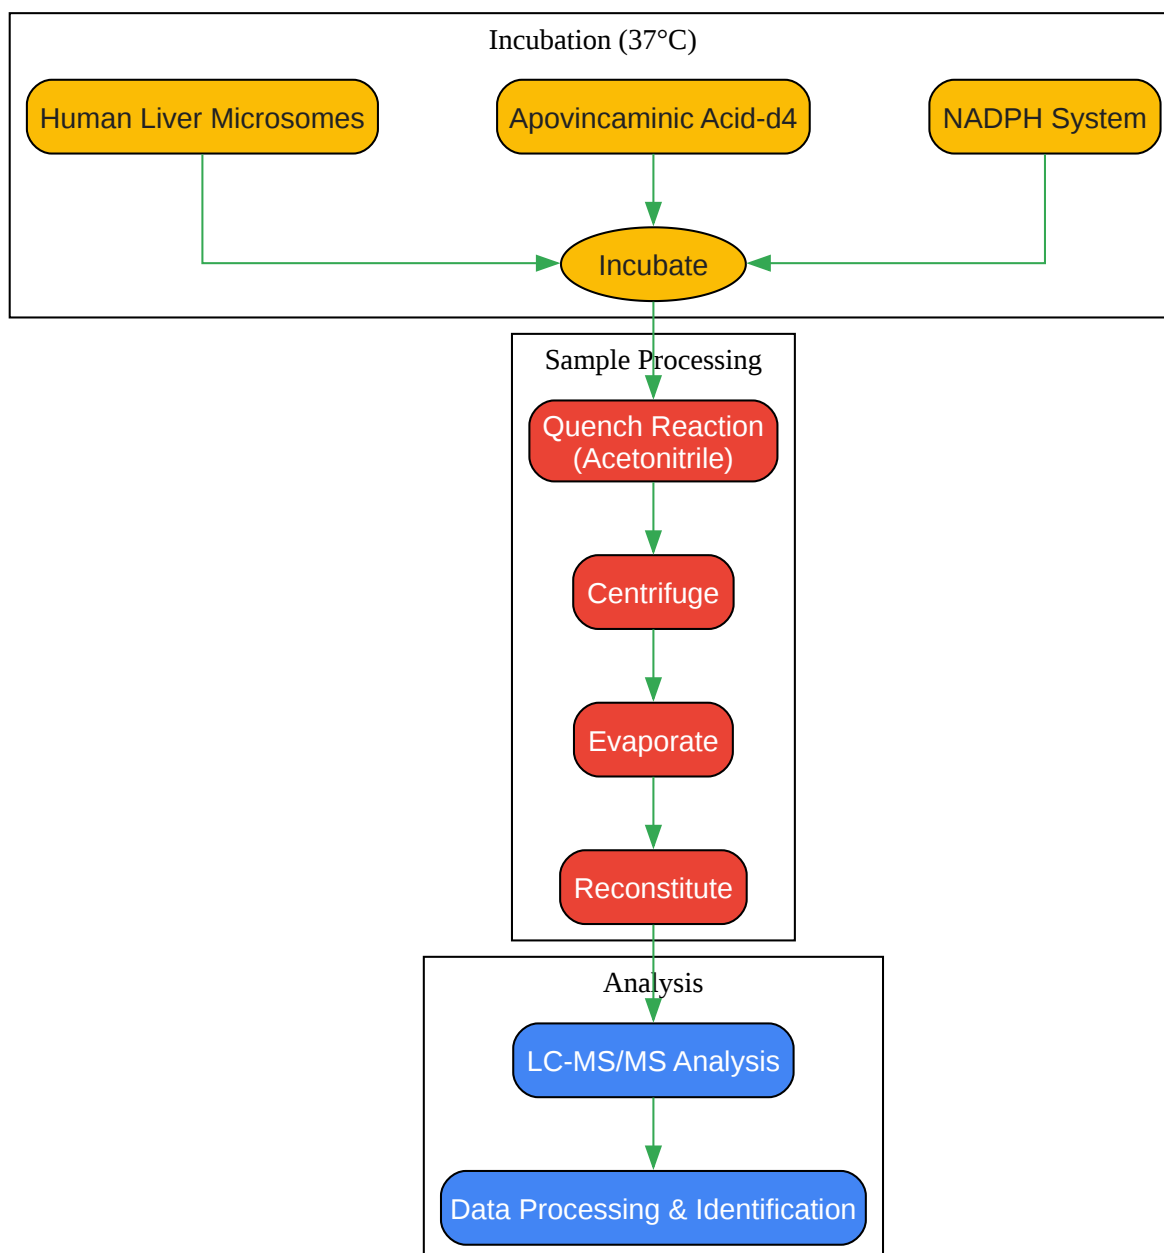 Incubation (37°C)
Human Liver Microsomes
Apovincaminic Acid-d4
NADPH System
Incubate
Sample Processing
Quench Reaction
(Acetonitrile)
Centrifuge
Evaporate
Reconstitute
Analysis
LC-MS/MS Analysis
Data Processing & Identification